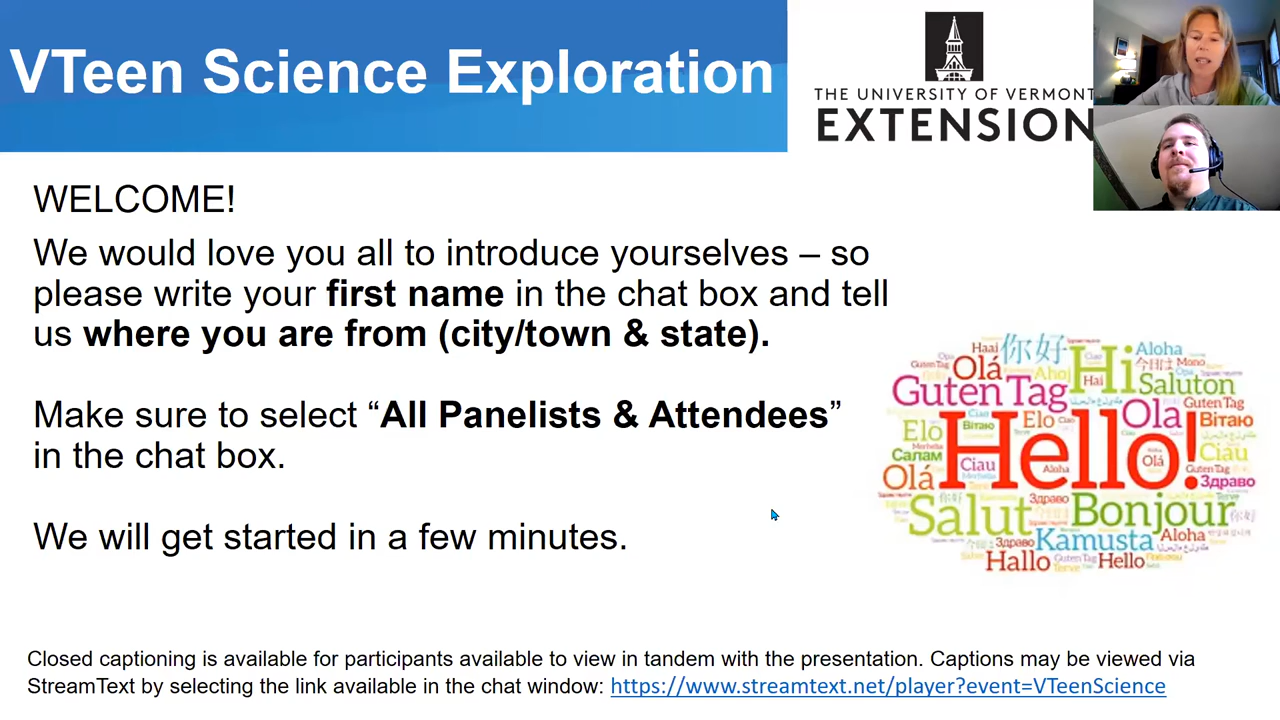 VTeen Science Exploration
THE UNIVERSITY OF VERMONT
EXTENSION
WELCOME!
We would love you all to introduce yourselves – so
please write your first name in the chat box and tell
us where you are from (city/town & state).
Make sure to select “All Panelists & Attendees”
in the chat box.
We will get started in a few minutes.
Haai
你好
Aloha
Olá
Ahoj
Hi
今日は
Mono
Guten Tag
Hai
Saluton
Ciao
Elo
Вітаю
Elo
Ola
Guten Tag
Вітаю
Hello!
Салам
Ciau
Aloha
Olá
Ciau
Olá
Guten Tag
Здраво
Salut
Здраво
Bonjour
Здраво
Kamusta
Aloha
Hallo
Guten Tag
Hello
Closed captioning is available for participants available to view in tandem with the presentation. Captions may be viewed via
StreamText by selecting the link available in the chat window: https://www.streamtext.net/player?event=VTeenScience